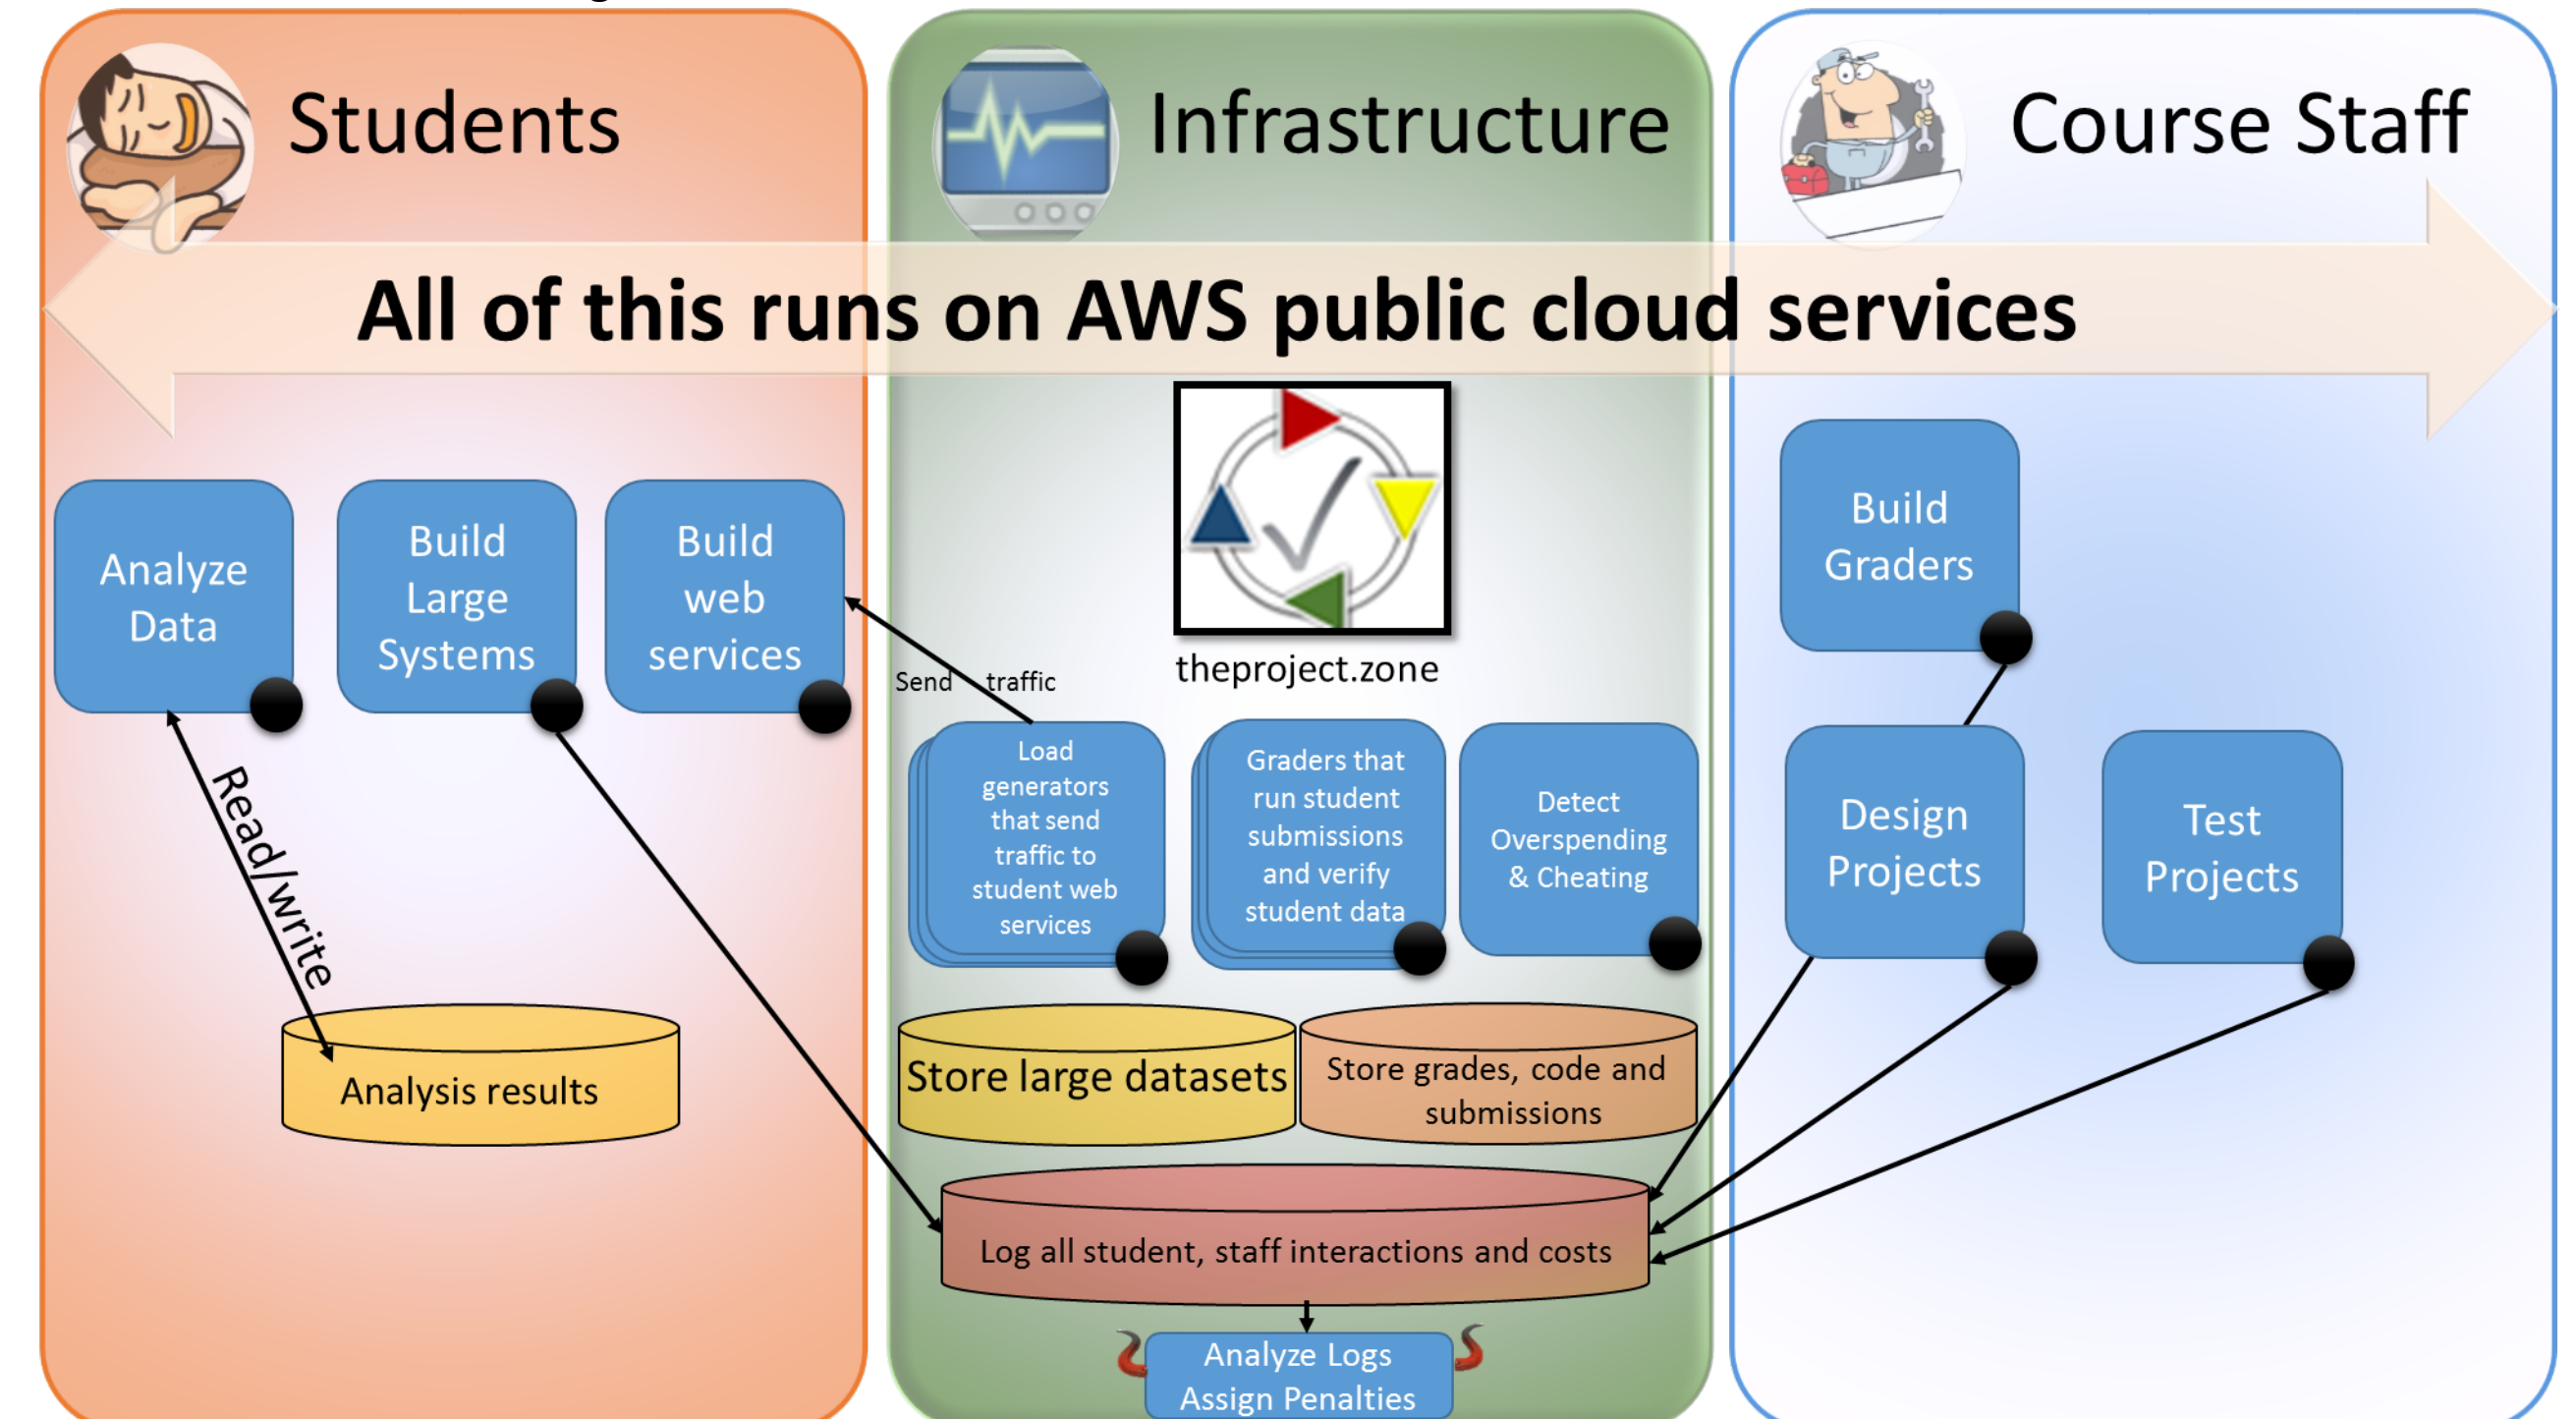 Students
Infrastructure
Course Staff
All of this runs on AWS public cloud services
Analyze
Data
Build
Large
Systems
Build
web
services
Read/write
Analysis results
Send traffic
theproject.zone
Load
generators
that send
traffic to
student web
services
Graders that
run student
submissions
and verify
student data
Detect
Overspending
& Cheating
Store large datasets
Store grades, code and
submissions
Log all student, staff interactions and costs
Analyze Logs
Assign Penalties
Build
Graders
Design
Projects
Test
Projects